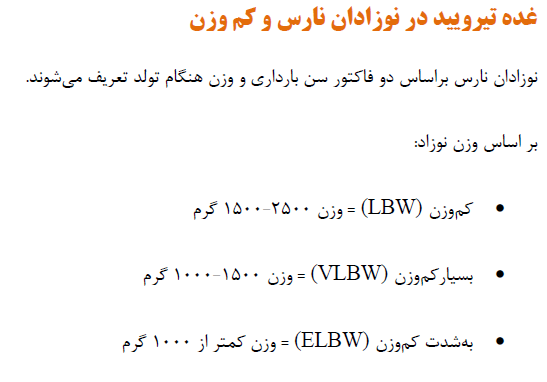 غده تیرویید در نوزادان نارس و کم وزن
نوزادان نارس براساس دو فاکتور سن بارداری و وزن هنگام تولد تعریف می‌شوند.
بر اساس وزن نوزاد:
• کم‌وزن (LBW) = وزن ۲۵۰۰-۱۵۰۰ گرم
• بسیارکم‌وزن (VLBW) = وزن ۱۵۰۰-۱۰۰۰ گرم
• به‌شدت کم‌وزن (ELBW) = وزن کمتر از ۱۰۰۰ گرم